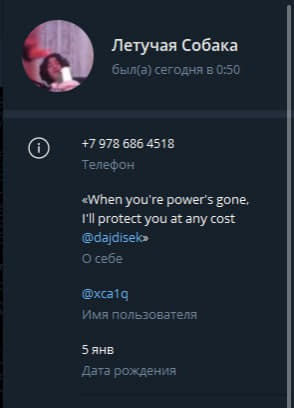 Летучая Собака
был(а) сегодня в 0:50
+7 978 686 4518
Телефон
«When you're power's gone,
I'll protect you at any cost
@dajdisek»
О себе
@xca1q
Имя пользователя
5 янв
Дата рождения